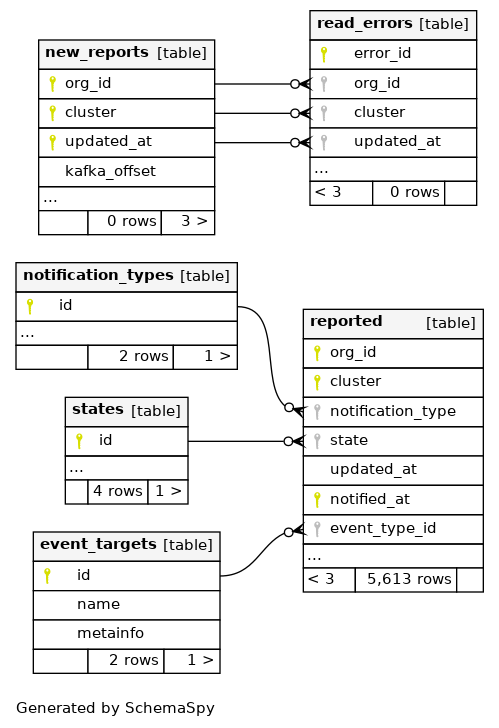 new_reports [table]
org_id
cluster
updated_at
kafka_offset
...
0 rows 3 >
read_errors [table]
error_id
org_id
cluster
updated_at
...
< 3 0 rows
notification_types [table]
id
...
2 rows 1 >
states [table]
id
...
4 rows 1 >
event_targets [table]
id
name
metainfo
2 rows 1 >
reported [table]
org_id
cluster
notification_type
state
updated_at
notified_at
event_type_id
...
< 3 5,613 rows
Generated by SchemaSpy